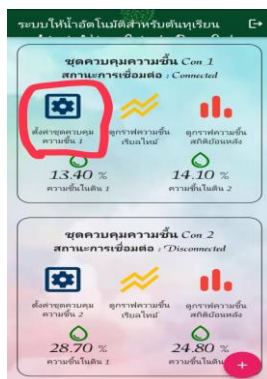 ระบบให้น้ำอัตโนมัติสำหรับต้นทุเรียน
ชุดควบคุมความชื้น Con 1
สถานะการเชื่อมต่อ : Connected
ตั้งค่าชุดควบคุม ดูกราฟความชื้น ดูกราฟความชื้น
ความชื้น 1 เรียลไทม์ สถิติย้อนหลัง
13.40 % 14.10 %
ความชื้นในดิน 1 ความชื้นในดิน 2
ชุดควบคุมความชื้น Con 2
สถานะการเชื่อมต่อ : Disconnected
ตั้งค่าชุดควบคุม ดูกราฟความชื้น ดูกราฟความชื้น
ความชื้น 2 เรียลไทม์ สถิติย้อนหลัง
28.70 % 24.80 %
ความชื้นในดิน 1 ความชื้นในดิน
+